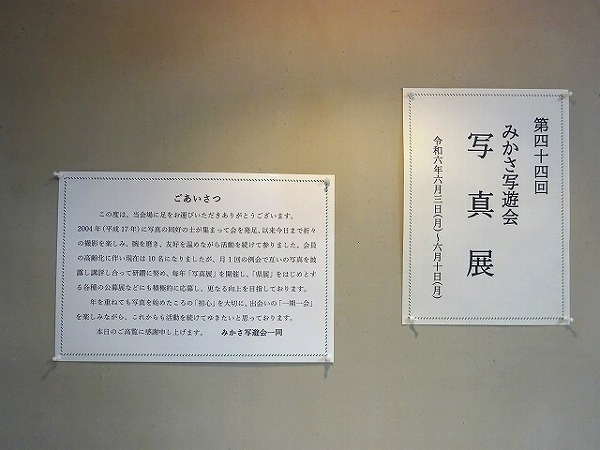 第四十四回
みかさ写遊会
写真展
令和六年六月三日(月)～六月十日(月)
ごあいさつ
この度は、当会場に足をお運びいただきありがとうございます。
2004年(平成17年)に写真の同好の士が集まって会を発足、以来今日まで折々
の撮影を楽しみ、腕を磨き、友好を温めながら活動を続けて参りました。会員
の高齢化に伴い現在は10名になりましたが、月1回の例会で互いの写真を披
露し講評し合って研鑽に努め、毎年「写真展」を開催し、「県展」をはじめとす
る各種の公募展などにも積極的に応募し、更なる向上を目指しております。
年を重ねても写真を始めたころの「初心」を大切に、出会いの「一期一会」
を楽しみながら、これからも活動を続けてゆきたいと思っております。
本日のご高覧に感謝申し上げます。 みかさ写遊会一同